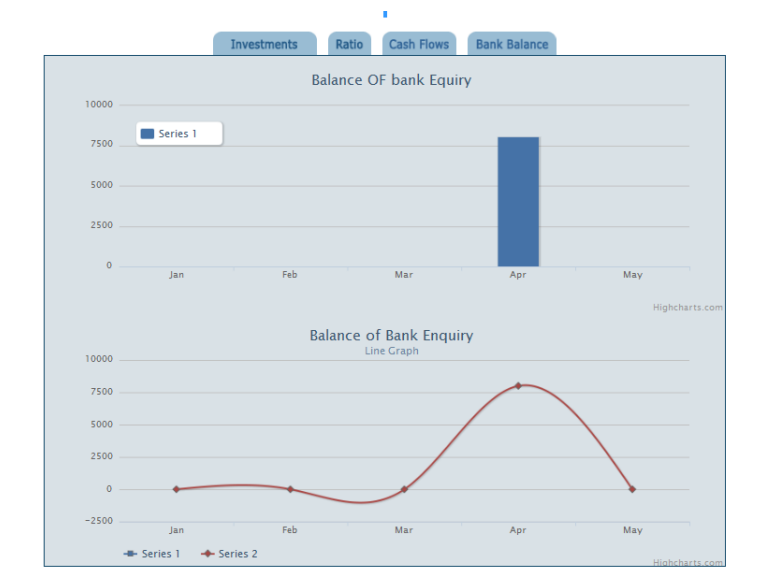 Investments Ratio Cash Flows Bank Balance
Balance OF bank Equiry
10000
Series 1
7500
5000
2500
0
Jan Feb Mar Apr May
Highcharts.com
Balance of Bank Enquiry
Line Graph
10000
7500
5000
2500
0
−2500
Jan Feb Mar Apr May
Series 1 Series 2
Highcharts.com